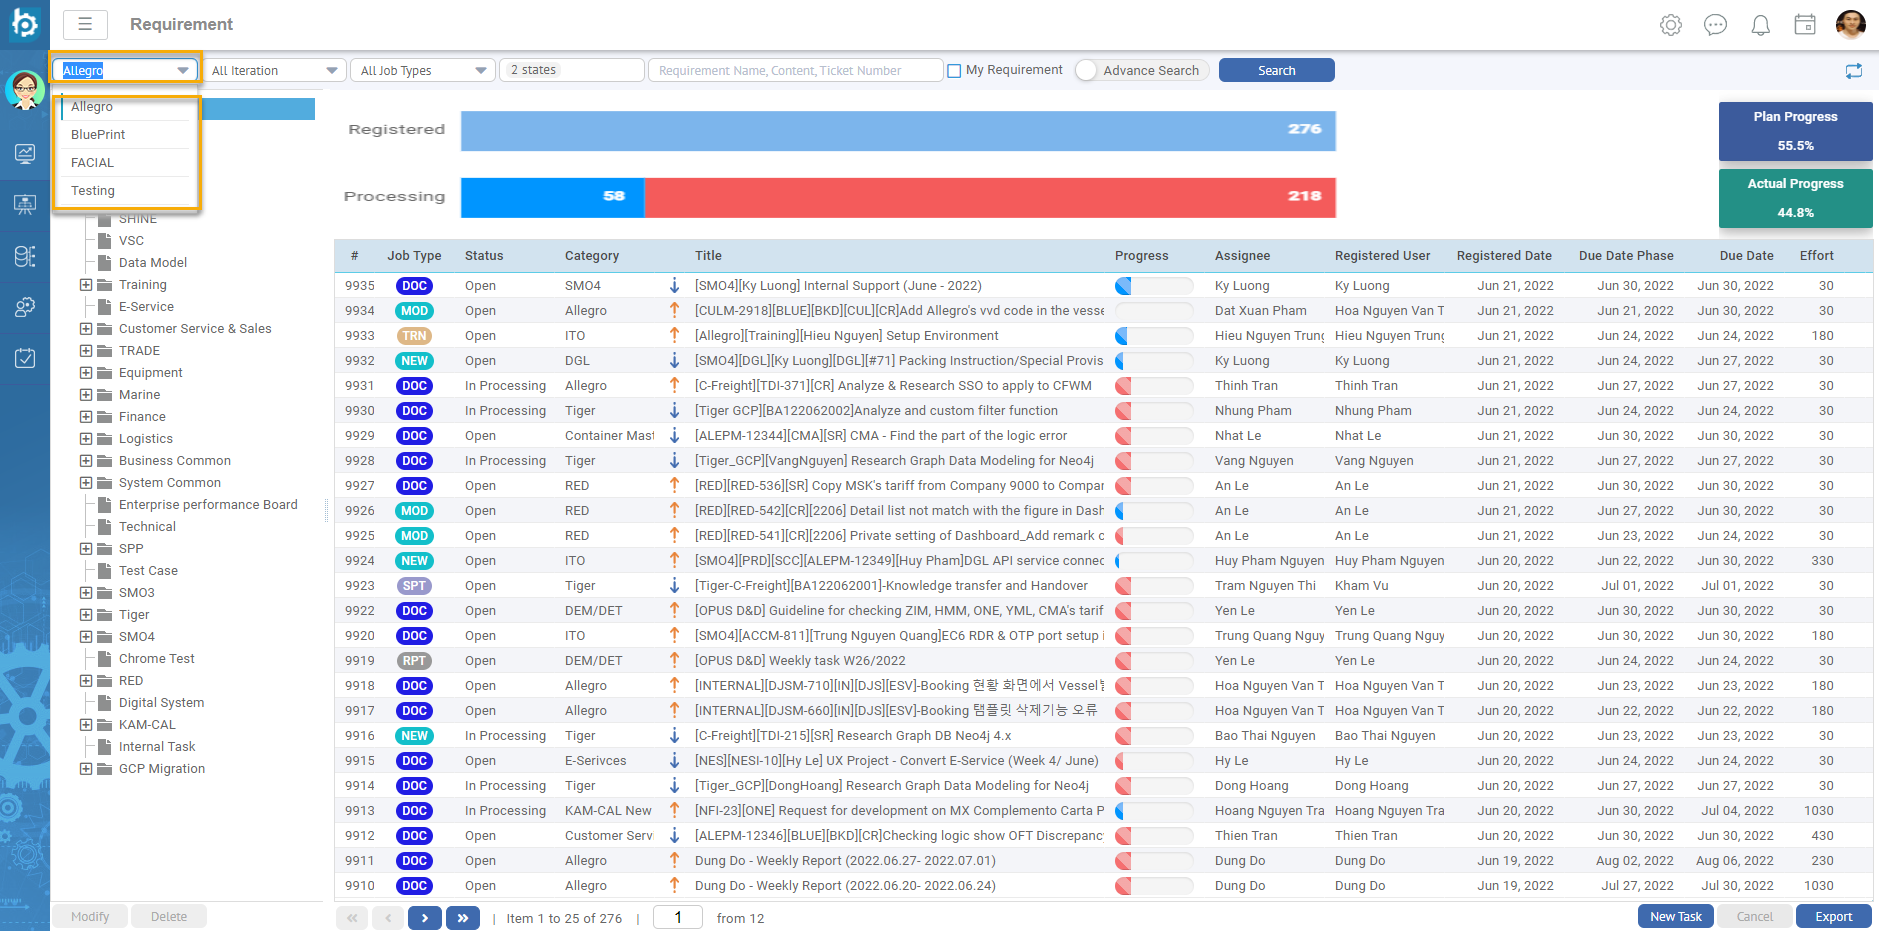 Requirement
Allegro All Iteration All Job Types 2 states Requirement Name, Content, Ticket Number My Requirement Advance Search Search
Allegro
BluePrint
FACIAL
Testing
SHINE
VSC
Data Model
Training
E-Service
Customer Service & Sales
TRADE
Equipment
Marine
Finance
Logistics
Business Common
System Common
Enterprise performance Board
Technical
SPP
Test Case
SMO3
Tiger
SMO4
Chrome Test
RED
Digital System
KAM-CAL
Internal Task
GCP Migration
Modify Delete
Registered 276
Processing 58 218
Plan Progress
55.5%
Actual Progress
44.8%
# Job Type Status Category Title Progress Assignee Registered User Registered Date Due Date Phase Due Date Effort
9935 DOC Open SMO4 [SMO4][Ky Luong] Internal Support (June - 2022) Ky Luong Ky Luong Jun 21, 2022 Jun 30, 2022 Jun 30, 2022 30
9934 MOD Open Allegro [CULM-2918][BLUE][BKD][CUL][CR]Add Allegro's vvd code in the vesse Dat Xuan Pham Hoa Nguyen Van T Jun 21, 2022 Jun 21, 2022 Jun 30, 2022 30
9933 TRN Open ITO [Allegro][Training][Hieu Nguyen] Setup Environment Hieu Nguyen Trung Hieu Nguyen Trung Jun 21, 2022 Jun 24, 2022 Jun 24, 2022 180
9932 NEW Open DGL [SMO4][DGL][Ky Luong][DGL][#71] Packing Instruction/Special Provis Ky Luong Ky Luong Jun 21, 2022 Jun 24, 2022 Jun 27, 2022 30
9931 DOC In Processing Allegro [C-Freight][TDI-371][CR] Analyze & Research SSO to apply to CFWM Thinh Tran Thinh Tran Jun 21, 2022 Jun 27, 2022 Jun 27, 2022 30
9930 DOC In Processing Tiger [Tiger GCP][BA122062002]Analyze and custom filter function Nhung Pham Nhung Pham Jun 21, 2022 Jun 24, 2022 Jun 24, 2022 30
9929 DOC Open Container Mast [ALEPM-12344][CMA][SR] CMA - Find the part of the logic error Nhat Le Nhat Le Jun 21, 2022 Jun 24, 2022 Jun 30, 2022 30
9928 DOC In Processing Tiger [Tiger_GCP][VangNguyen] Research Graph Data Modeling for Neo4j Vang Nguyen Vang Nguyen Jun 21, 2022 Jun 27, 2022 Jun 27, 2022 30
9927 DOC Open RED [RED][RED-536][SR] Copy MSK's tariff from Company 9000 to Compar An Le An Le Jun 21, 2022 Jun 30, 2022 Jun 30, 2022 30
9926 MOD Open RED [RED][RED-542][CR][2206] Detail list not match with the figure in Dash An Le An Le Jun 21, 2022 Jun 27, 2022 Jun 30, 2022 30
9925 MOD Open RED [RED][RED-541][CR][2206] Private setting of Dashboard_Add remark c An Le An Le Jun 21, 2022 Jun 23, 2022 Jun 24, 2022 30
9924 NEW Open ITO [SMO4][PRD][SCC][ALEPM-12349][Huy Pham]DGL API service connec Huy Pham Nguyen Huy Pham Nguyen Jun 20, 2022 Jun 24, 2022 Jun 30, 2022 330
9923 SPT Open Tiger [Tiger-C-Freight][BA122062001]-Knowledge transfer and Handover Tram Nguyen Thi Kham Vu Jun 20, 2022 Jul 01, 2022 Jul 01, 2022 30
9922 DOC Open DEM/DET [OPUS D&D] Guideline for checking ZIM, HMM, ONE, YML, CMA's tarif Yen Le Yen Le Jun 20, 2022 Jun 30, 2022 Jun 30, 2022 30
9920 DOC Open ITO [SMO4][ACCM-811][Trung Nguyen Quang]EC6 RDR & OTP port setup i Trung Quang Nguy Trung Quang Nguy Jun 20, 2022 Jun 30, 2022 Jun 30, 2022 180
9919 RPT Open DEM/DET [OPUS D&D] Weekly task W26/2022 Yen Le Yen Le Jun 20, 2022 Jun 24, 2022 Jun 24, 2022 30
9918 DOC Open Allegro [INTERNAL][DJSM-710][IN][DJS][ESV]-Booking 현황 화면에서 Vessel Hoa Nguyen Van T Hoa Nguyen Van T Jun 20, 2022 Jun 23, 2022 Jun 23, 2022 180
9917 DOC Open Allegro [INTERNAL][DJSM-660][IN][DJS][ESV]-Booking 탬플릿 삭제기능 오류 Hoa Nguyen Van T Hoa Nguyen Van T Jun 20, 2022 Jun 22, 2022 Jun 22, 2022 180
9916 NEW In Processing Tiger [C-Freight][TDI-215][SR] Research Graph DB Neo4j 4.x Bao Thai Nguyen Bao Thai Nguyen Jun 20, 2022 Jun 23, 2022 Jun 23, 2022 30
9915 DOC Open E-Serivces [NES][NESI-10][Hy Le] UX Project - Convert E-Service (Week 4/ June) Hy Le Hy Le Jun 20, 2022 Jun 24, 2022 Jun 24, 2022 30
9914 DOC In Processing Tiger [Tiger_GCP][DongHoang] Research Graph Data Modeling for Neo4j Dong Hoang Dong Hoang Jun 20, 2022 Jun 27, 2022 Jun 27, 2022 30
9913 DOC In Processing KAM-CAL New [NFI-23][ONE] Request for development on MX Complemento Carta P Hoang Nguyen Tra Hoang Nguyen Tra Jun 20, 2022 Jun 30, 2022 Jul 04, 2022 1030
9912 DOC Open Customer Servi [ALEPM-12346][BLUE][BKD][CR]Checking logic show OFT Discrepanc Thien Tran Thien Tran Jun 20, 2022 Jun 30, 2022 Jun 30, 2022 430
9911 DOC Open Allegro Dung Do - Weekly Report (2022.06.27- 2022.07.01) Dung Do Dung Do Jun 19, 2022 Aug 02, 2022 Aug 06, 2022 230
9910 DOC Open Allegro Dung Do - Weekly Report (2022.06.20- 2022.06.24) Dung Do Dung Do Jun 19, 2022 Jul 27, 2022 Jul 30, 2022 1030
« ‹ › » | Item 1 to 25 of 276 | 1 from 12 New Task Cancel Export